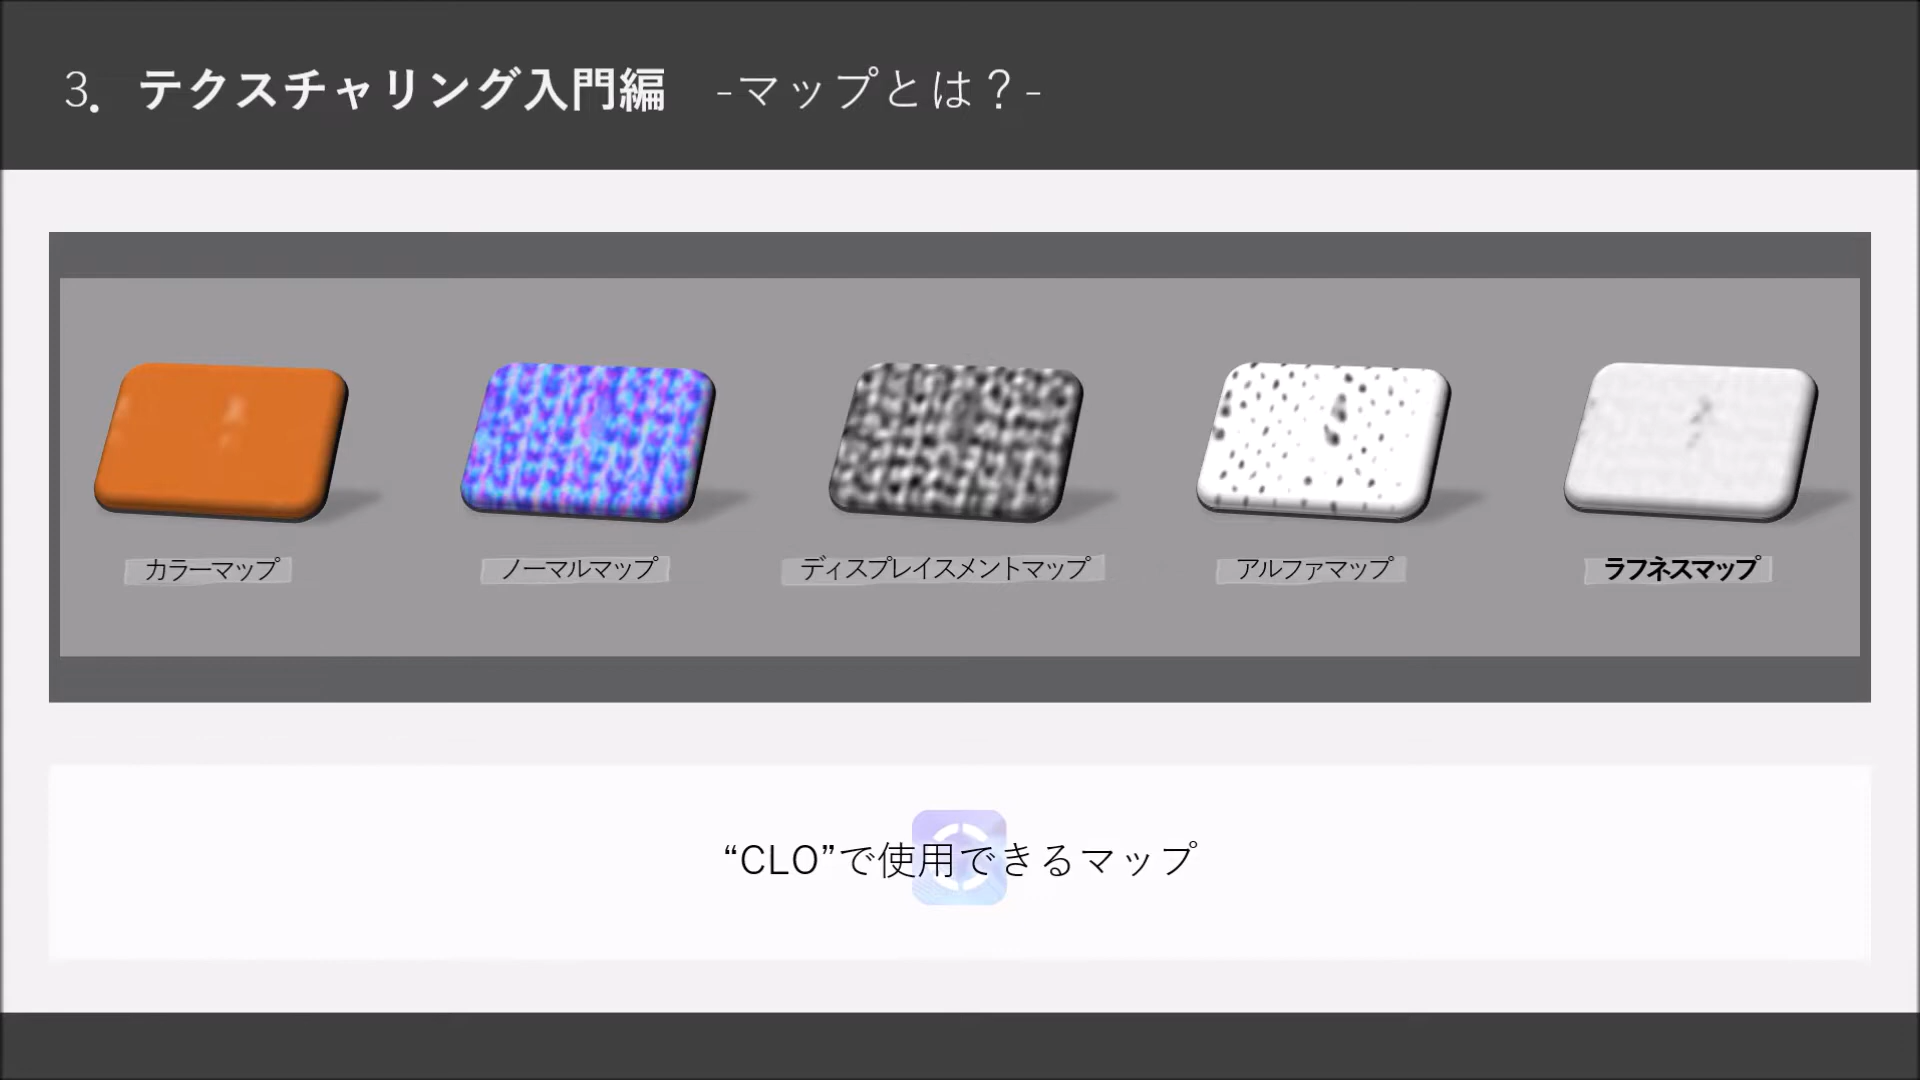 3. テクスチャリング入門編 -マップとは？-
カラーマップ
ノーマルマップ
ディスプレイスメントマップ
アルファマップ
ラフネスマップ
“CLO”で使用できるマップ